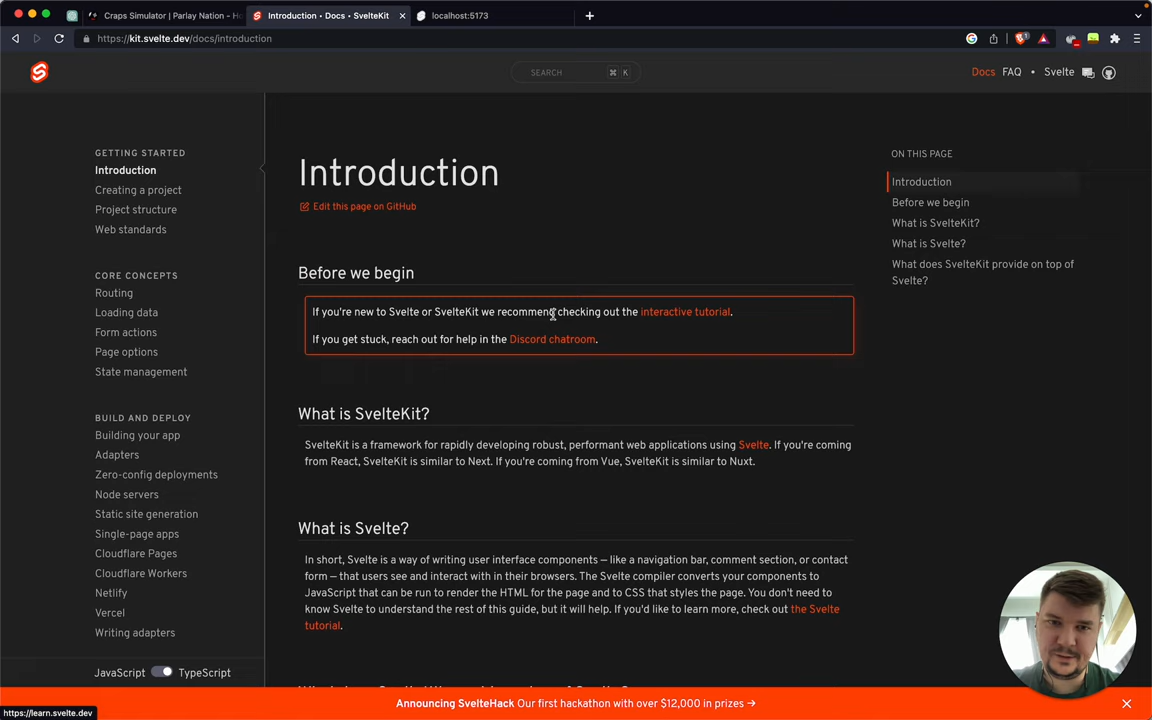 Craps Simulator | Parlay Nation - H
Introduction • Docs • SvelteKit
localhost:5173
https://kit.svelte.dev/docs/introduction
1
SEARCH ⌘ K
Docs FAQ • Svelte
GETTING STARTED
Introduction
Creating a project
Project structure
Web standards
CORE CONCEPTS
Routing
Loading data
Form actions
Page options
State management
BUILD AND DEPLOY
Building your app
Adapters
Zero-config deployments
Node servers
Static site generation
Single-page apps
Cloudflare Pages
Cloudflare Workers
Netlify
Vercel
Writing adapters
JavaScript TypeScript
Introduction
Edit this page on GitHub
Before we begin
If you're new to Svelte or SvelteKit we recommend checking out the interactive tutorial.
If you get stuck, reach out for help in the Discord chatroom.
What is SvelteKit?
SvelteKit is a framework for rapidly developing robust, performant web applications using Svelte. If you're coming
from React, SvelteKit is similar to Next. If you're coming from Vue, SvelteKit is similar to Nuxt.
What is Svelte?
In short, Svelte is a way of writing user interface components — like a navigation bar, comment section, or contact
form — that users see and interact with in their browsers. The Svelte compiler converts your components to
JavaScript that can be run to render the HTML for the page and to CSS that styles the page. You don't need to
know Svelte to understand the rest of this guide, but it will help. If you'd like to learn more, check out the Svelte
tutorial.
ON THIS PAGE
Introduction
Before we begin
What is SvelteKit?
What is Svelte?
What does SvelteKit provide on top of
Svelte?
Announcing SvelteHack Our first hackathon with over $12,000 in prizes →
https://learn.svelte.dev